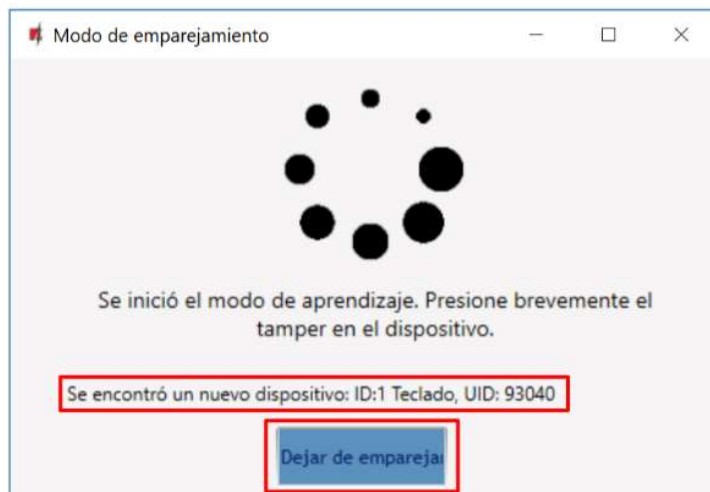 Modo de emparejamiento
Se inició el modo de aprendizaje. Presione brevemente el
tamper en el dispositivo.
Se encontró un nuevo dispositivo: ID:1 Teclado, UID: 93040
Dejar de empareja